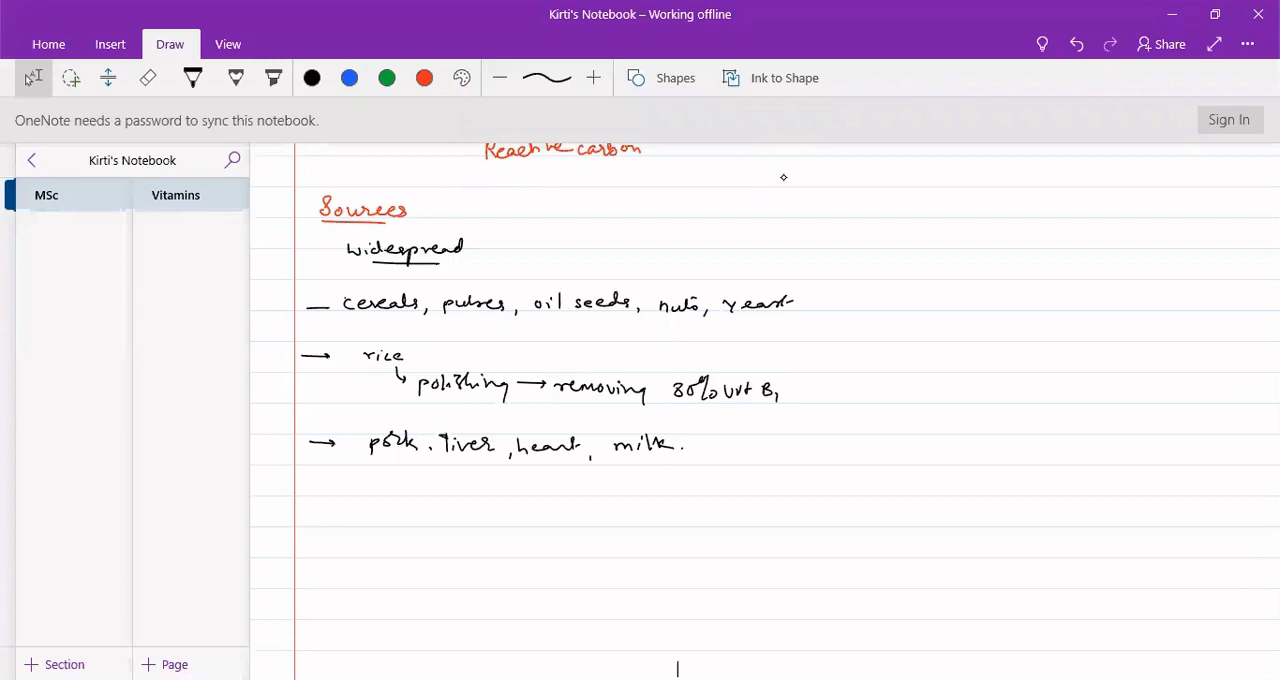 Kirti's Notebook – Working offline
Home Insert Draw View Share
Shapes Ink to Shape
OneNote needs a password to sync this notebook. Sign In
Kirti's Notebook
MSc Vitamins
Reactive carbon
Sources
Widespread
— cereals, pulses, oil seeds, nuts, yeast
→ rice
↳ polishing → removing 80% vit B₁
→ pork, liver, heart, milk.
+ Section + Page